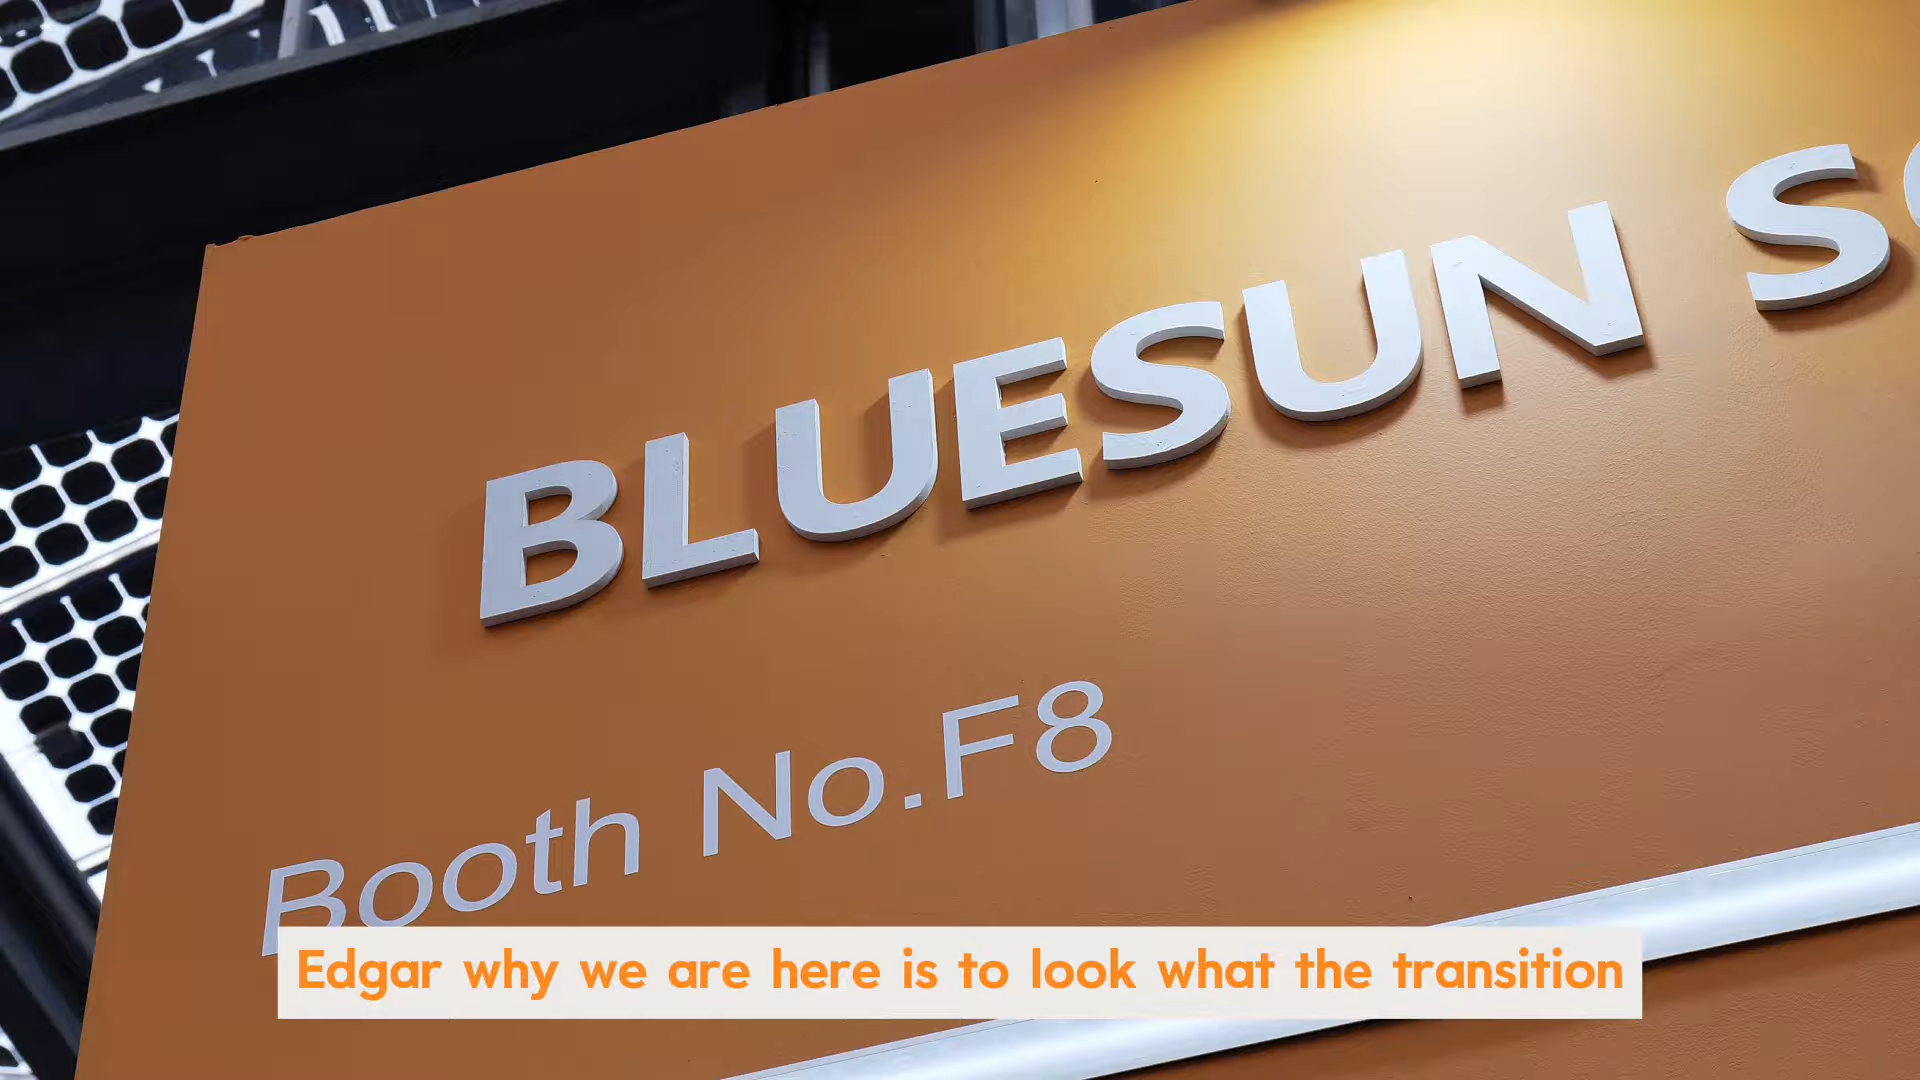 BLUESUN S
Booth No.F8
Edgar why we are here is to look what the transition